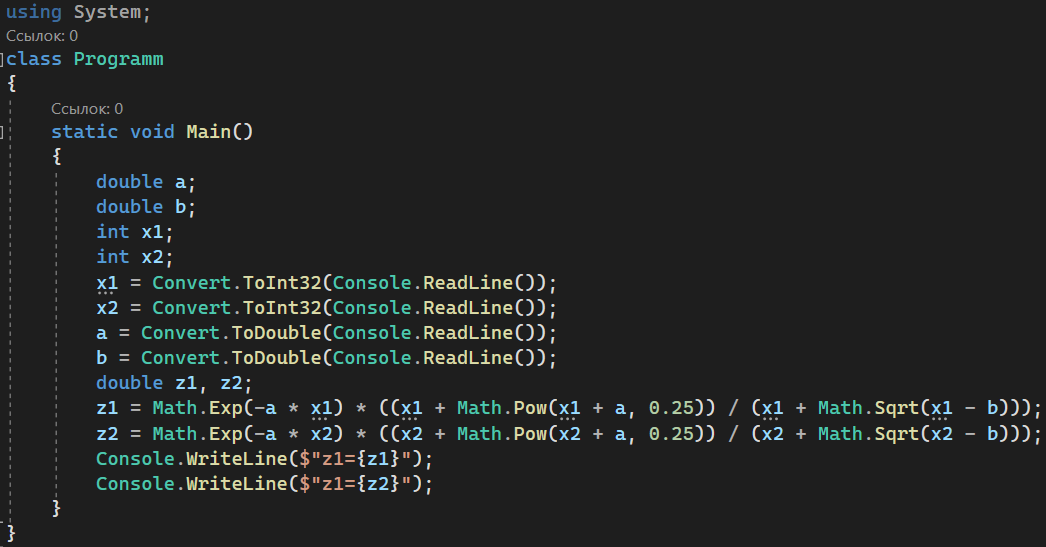 using System;
Ссылок: 0
class Programm
{
Ссылок: 0
static void Main()
{
double a;
double b;
int x1;
int x2;
x1 = Convert.ToInt32(Console.ReadLine());
x2 = Convert.ToInt32(Console.ReadLine());
a = Convert.ToDouble(Console.ReadLine());
b = Convert.ToDouble(Console.ReadLine());
double z1, z2;
z1 = Math.Exp(-a * x1) * ((x1 + Math.Pow(x1 + a, 0.25)) / (x1 + Math.Sqrt(x1 - b)));
z2 = Math.Exp(-a * x2) * ((x2 + Math.Pow(x2 + a, 0.25)) / (x2 + Math.Sqrt(x2 - b)));
Console.WriteLine($"z1={z1}");
Console.WriteLine($"z1={z2}");
}
}